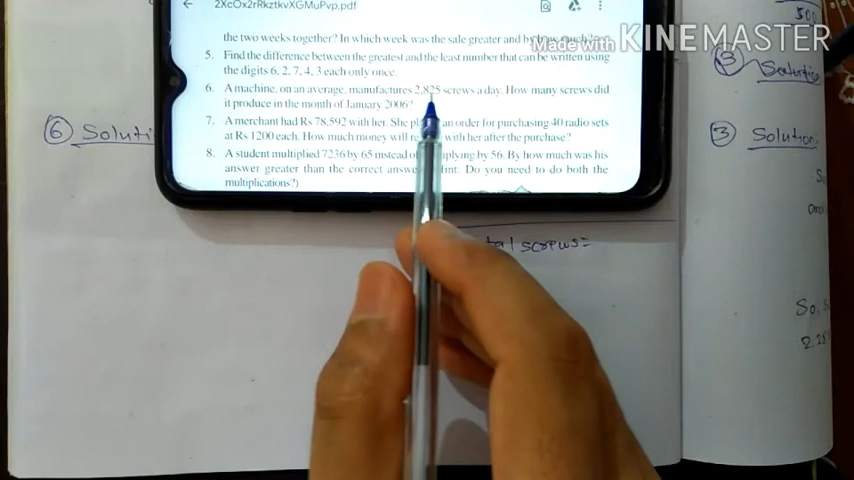 2XcOx2rRkztkvXGMuPvp.pdf
the two weeks together? In which week was the sale greater and by how much?
5. Find the difference between the greatest and the least number that can be written using
the digits 6, 2, 7, 4, 3 each only once.
6. A machine, on an average, manufactures 2,825 screws a day. How many screws did
it produce in the month of January 2006?
7. A merchant had Rs 78,592 with her. She an order for purchasing 40 radio sets
at Rs 1200 each. How much money will with her after the purchase?
8. A student multiplied 7236 by 65 instead of by 56. By how much was his
answer greater than the correct Do you need to do both the
multiplications?)
Made with KINEMASTER
6 Soluti
screws=
3
3 Solution
So, S
2,28